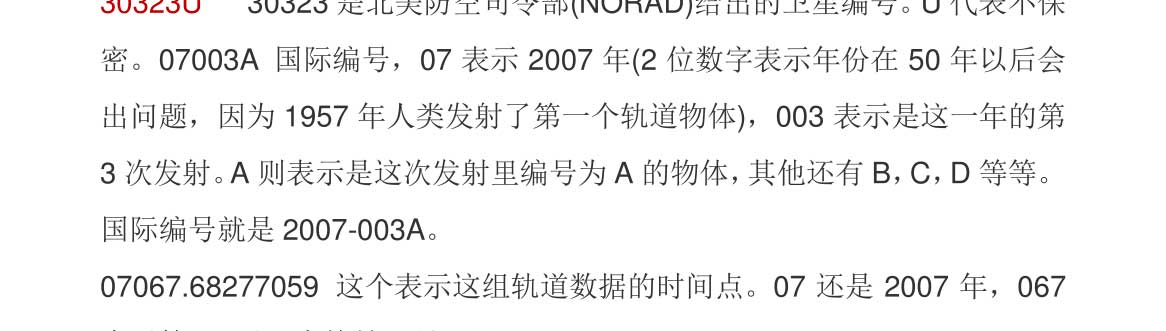 30323U 30323 是北美防空司令部(NORAD)给出的卫星编号。U 代表不保
密。07003A 国际编号，07 表示 2007 年(2 位数字表示年份在 50 年以后会
出问题，因为 1957 年人类发射了第一个轨道物体)，003 表示是这一年的第
3 次发射。A 则表示是这次发射里编号为 A 的物体，其他还有 B，C，D 等等。
国际编号就是 2007-003A。
07067.68277059 这个表示这组轨道数据的时间点。07 还是 2007 年，067